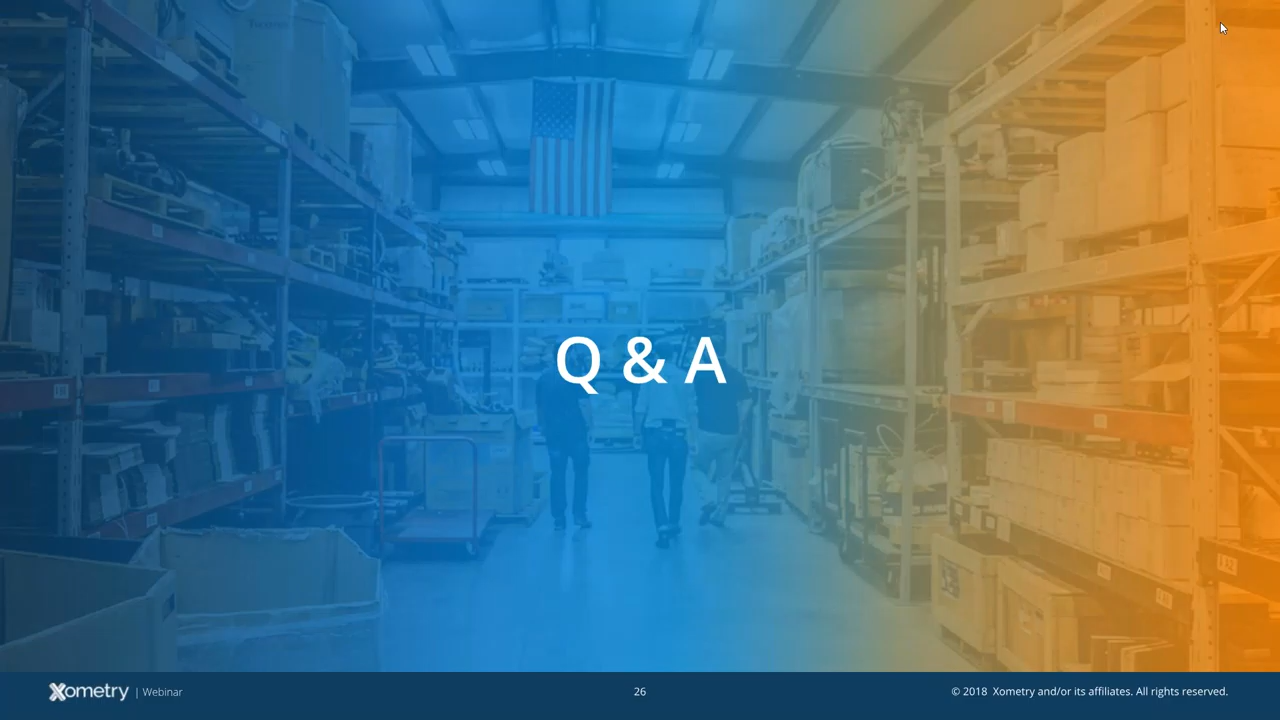 Q & A
Xometry | Webinar
26
© 2018 Xometry and/or its affiliates. All rights reserved.